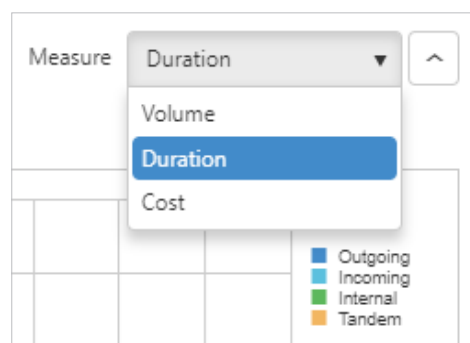 Measure Duration
Volume
Duration
Cost
Outgoing
Incoming
Internal
Tandem